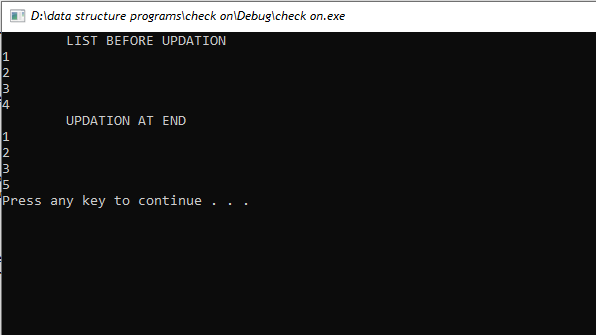 D:\data structure programs\check on\Debug\check on.exe
LIST BEFORE UPDATION
1
2
3
4
UPDATION AT END
1
2
3
5
Press any key to continue . . .